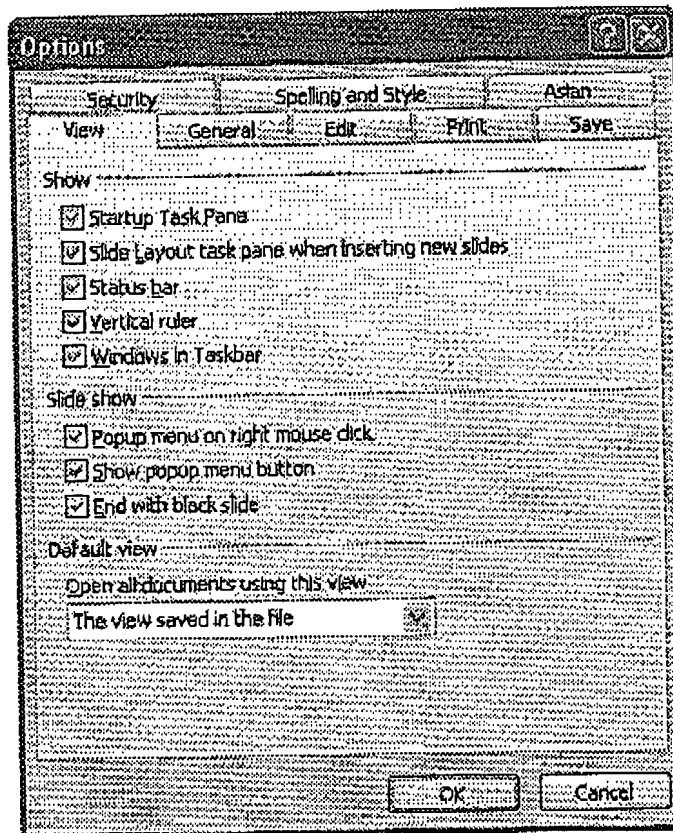 Options
Security Spelling and Style Asian
View General Edit Print Save
Show
Startup Task Pane
Slide Layout task pane when inserting new slides
Status bar
Vertical ruler
Windows in Taskbar
Slide show
Popup menu on right mouse click
Show popup menu button
End with black slide
Default view
Open all documents using this view
The view saved in the file
OK Cancel